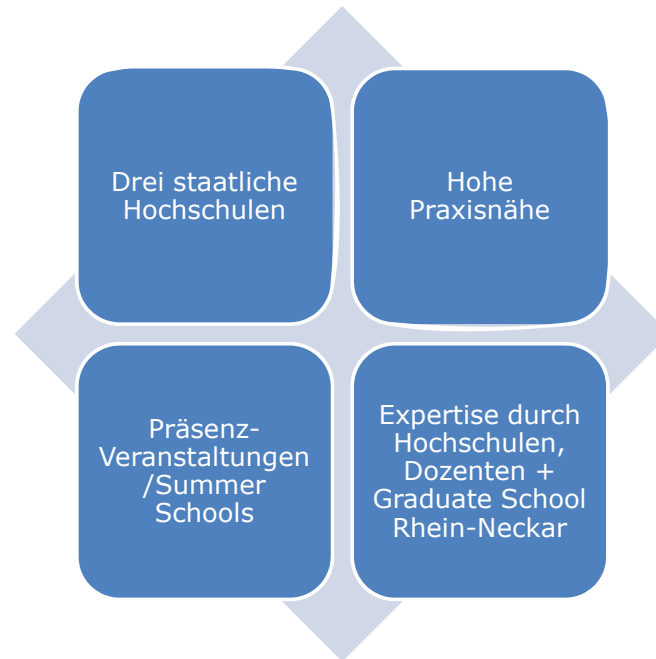 Drei staatliche
Hochschulen
Hohe
Praxisnähe
Präsenz-
Veranstaltungen
/Summer
Schools
Expertise durch
Hochschulen,
Dozenten +
Graduate School
Rhein-Neckar